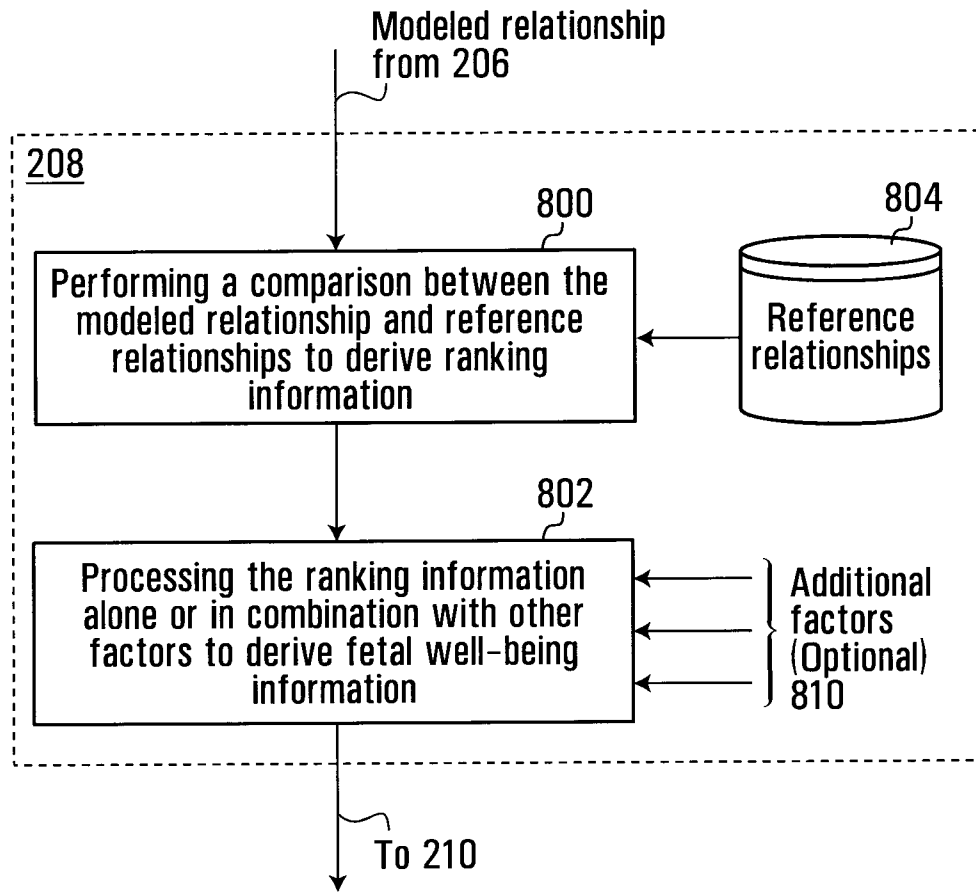 Modeled relationship
from 206
208
800
804
Performing a comparison between the
modeled relationship and reference
relationships to derive ranking
information
Reference
relationships
802
Processing the ranking information
alone or in combination with other
factors to derive fetal well-being
information
Additional
factors
(Optional)
810
To 210